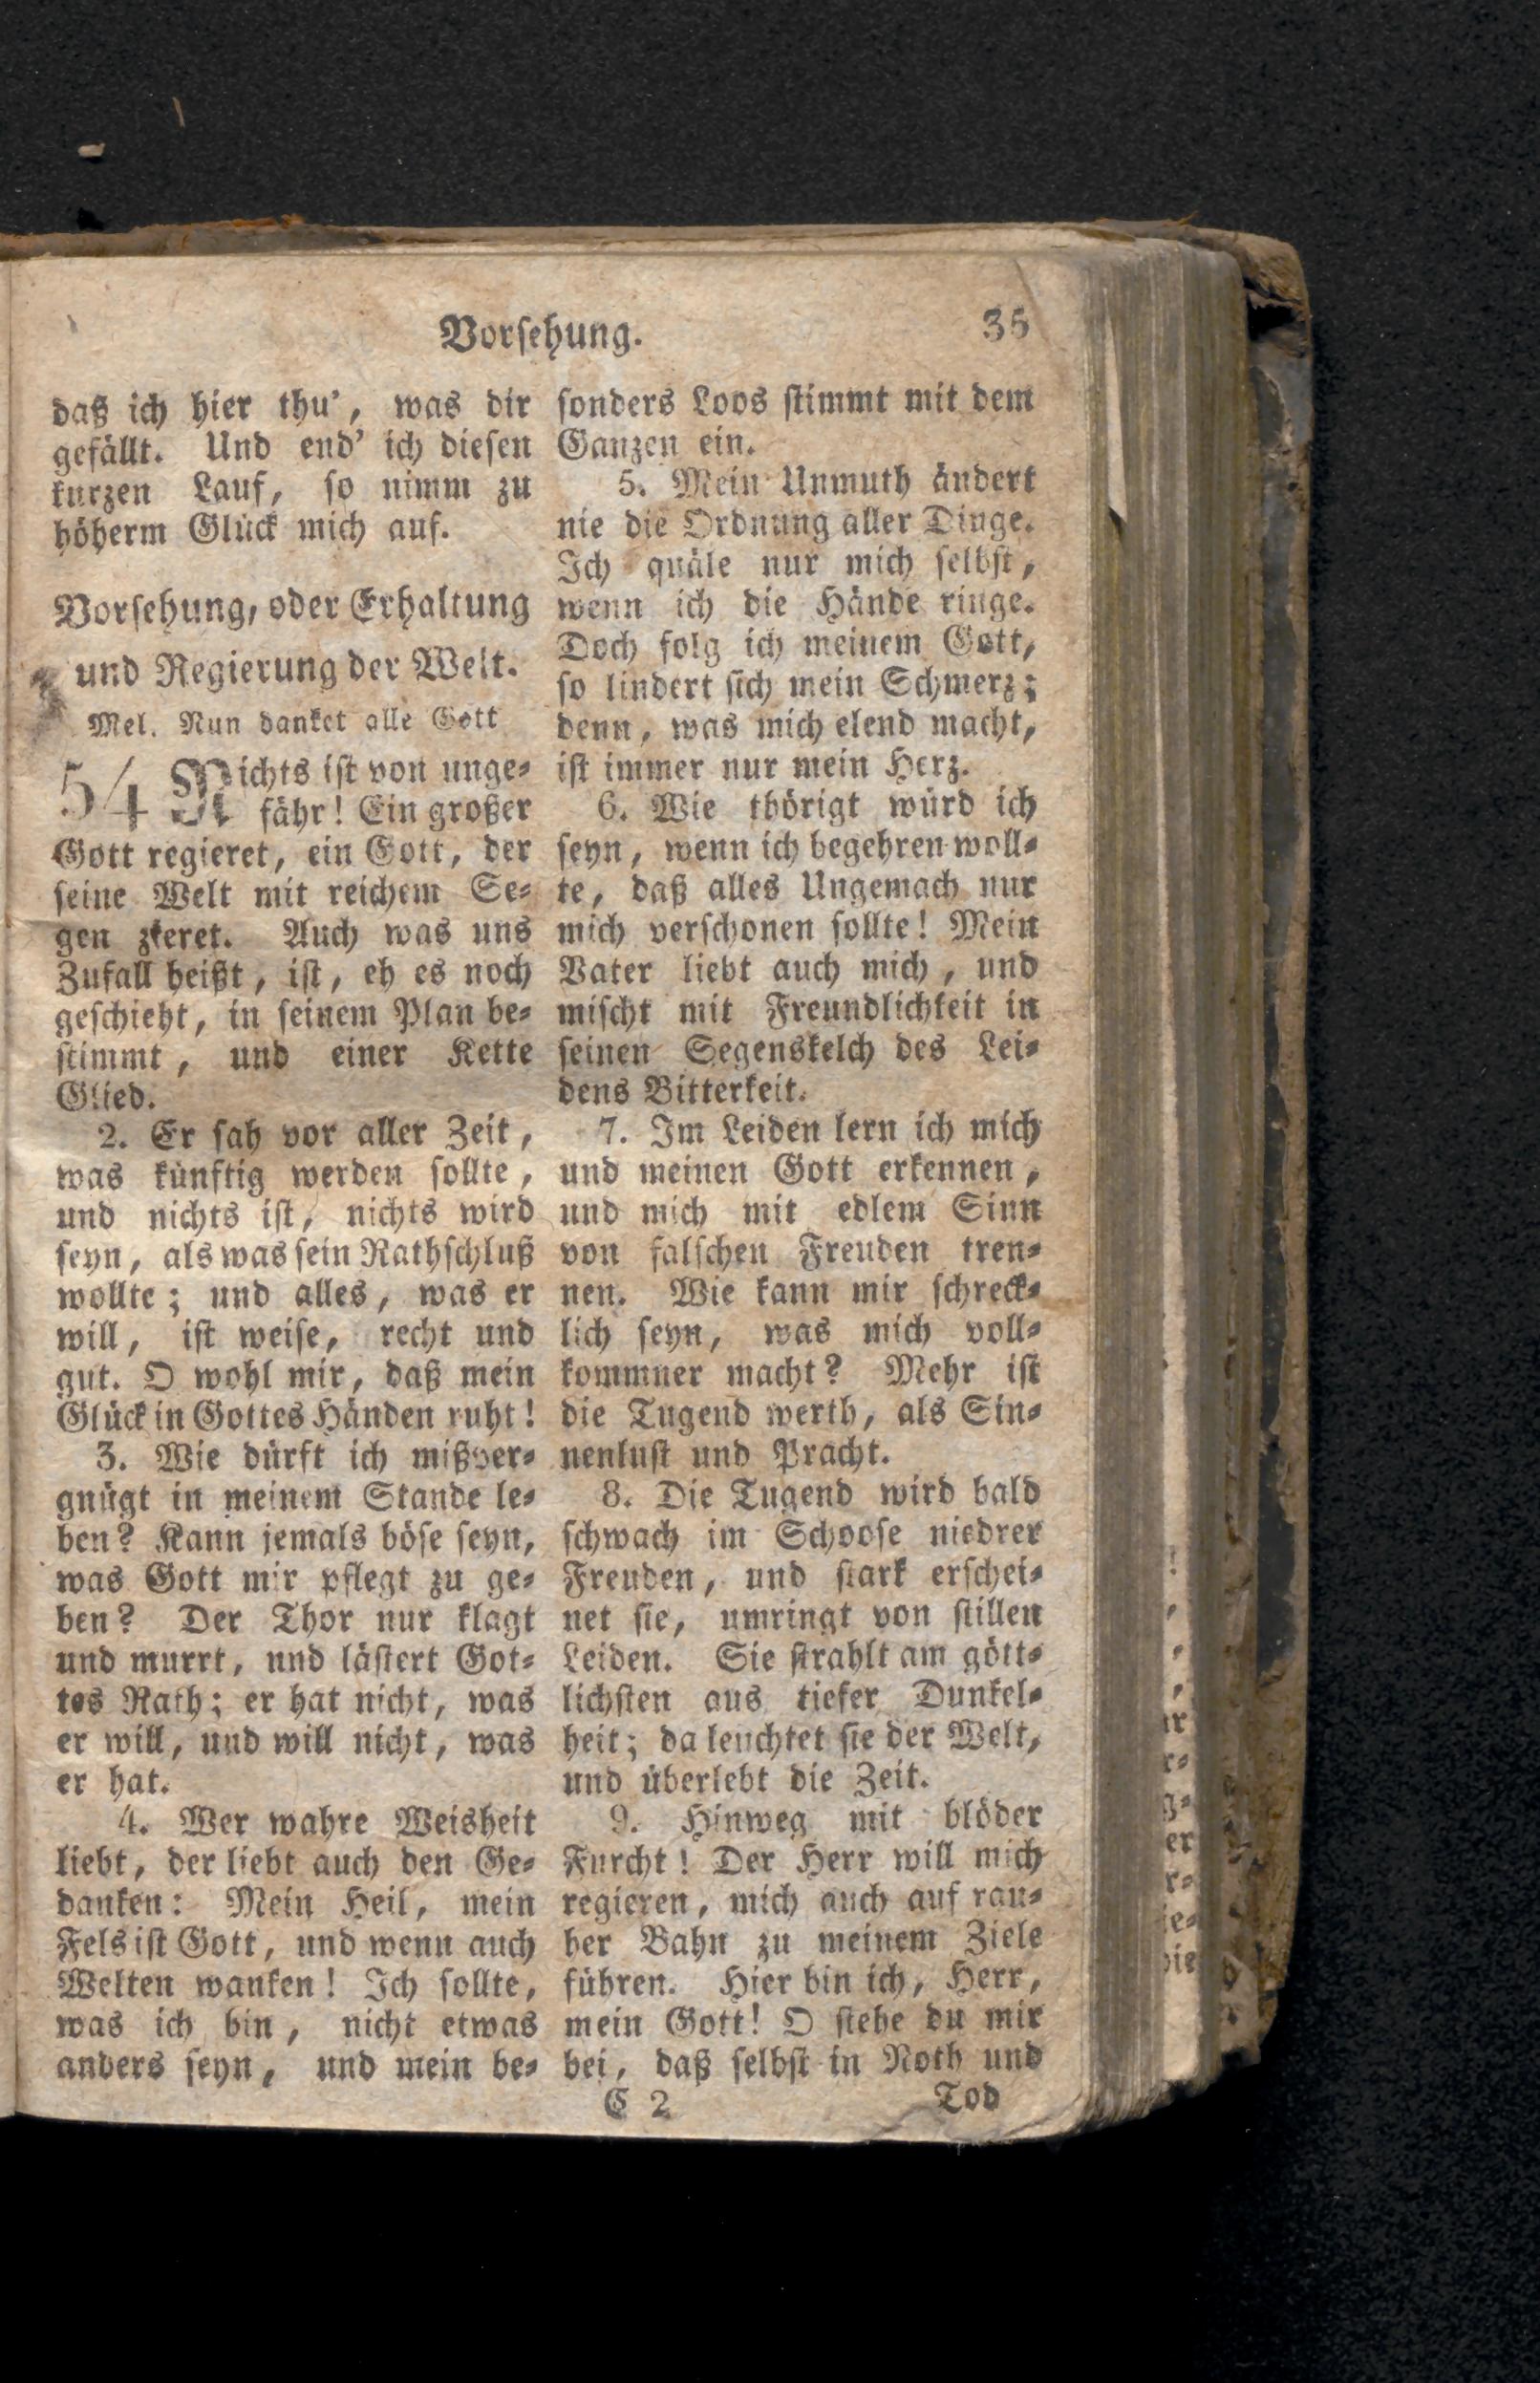 Vorsehung.
35
daß ich hier thu', was dir
gefällt. Und end' ich diesen
kurzen Lauf, so nimm zu
höherm Glück mich auf.
Vorsehung, oder Erhaltung
und Regierung der Welt.
Mel. Nun danket alle Gott
54 Nichts ist von unge-
fähr! Ein großer
Gott regieret, ein Gott, der
seine Welt mit reichem Se-
gen zieret. Auch was uns
Zufall heißt, ist, eh es noch
geschieht, in seinem Plan be-
stimmt, und einer Kette
Glied.
2. Er sah vor aller Zeit,
was künftig werden sollte,
und nichts ist, nichts wird
seyn, als was sein Rathschluß
wollte; und alles, was er
will, ist weise, recht und
gut. O wohl mir, daß mein
Glück in Gottes Händen ruht!
3. Wie dürft ich mißver-
gnügt in meinem Stande le-
ben? Kann jemals böse seyn,
was Gott mir pflegt zu ge-
ben? Der Thor nur klagt
und murrt, und lästert Got-
tes Rath; er hat nicht, was
er will, und will nicht, was
er hat.
4. Wer wahre Weisheit
liebt, der liebt auch den Ge-
danken: Mein Heil, mein
Fels ist Gott, und wenn auch
Welten wanken! Ich sollte,
was ich bin, nicht etwas
anders seyn, und mein be-
sonders Loos stimmt mit dem
Ganzen ein.
5. Mein Unmuth ändert
nie die Ordnung aller Dinge.
Ich quäle nur mich selbst,
wenn ich die Hände ringe.
Doch folg ich meinem Gott,
so lindert sich mein Schmerz;
denn, was mich elend macht,
ist immer nur mein Herz.
6. Wie thörigt würd ich
seyn, wenn ich begehren woll-
te, daß alles Ungemach nur
mich verschonen sollte! Mein
Vater liebt auch mich, und
mischt mit Freundlichkeit in
seinen Segenskelch des Lei-
dens Bitterkeit.
7. Im Leiden lern ich mich
und meinen Gott erkennen,
und mich mit edlem Sinn
von falschen Freuden tren-
nen. Wie kann mir schreck-
lich seyn, was mich voll-
kommner macht? Mehr ist
die Tugend werth, als Sin-
nenlust und Pracht.
8. Die Tugend wird bald
schwach im Schoose niedrer
Freuden, und stark erschei-
net sie, umringt von stillen
Leiden. Sie strahlt am gött-
lichsten aus tiefer Dunkel-
heit; da leuchtet sie der Welt,
und überlebt die Zeit.
9. Hinweg mit blöder
Furcht! Der Herr will mich
regieren, mich auch auf rau-
her Bahn zu meinem Ziele
führen. Hier bin ich, Herr,
mein Gott! O stehe du mir
bei, daß selbst in Noth und
C 2
Tod